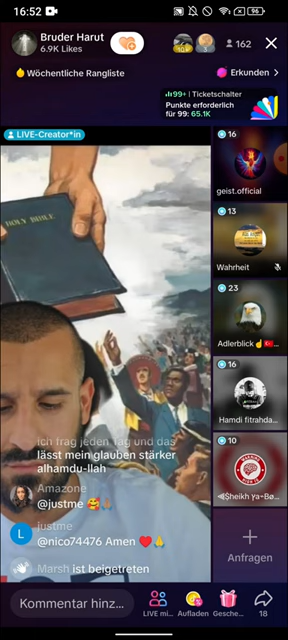 16:52
96
Bruder Harut
6.9K Likes
162
Wöchentliche Rangliste
Erkunden >
99+ | Ticketschalter
Punkte erforderlich
für 99: 65.1K
LIVE-Creator*in
16
geist.official
HOLY BIBLE
13
Wahrheit
23
Adlerblick☝🇹🇷...
16
Hamdi fitrahda...
10
ich frag jeden Tag und das
lässt mein glauben stärker
alhamdu-llah
Amazone
@justme 🥰
L
justme
@nico74476 Amen ❤️🙏
Marsh ist beigetreten
+
Anfragen
Kommentar hinz...
LIVE mi...
Aufladen
Gesche...
18